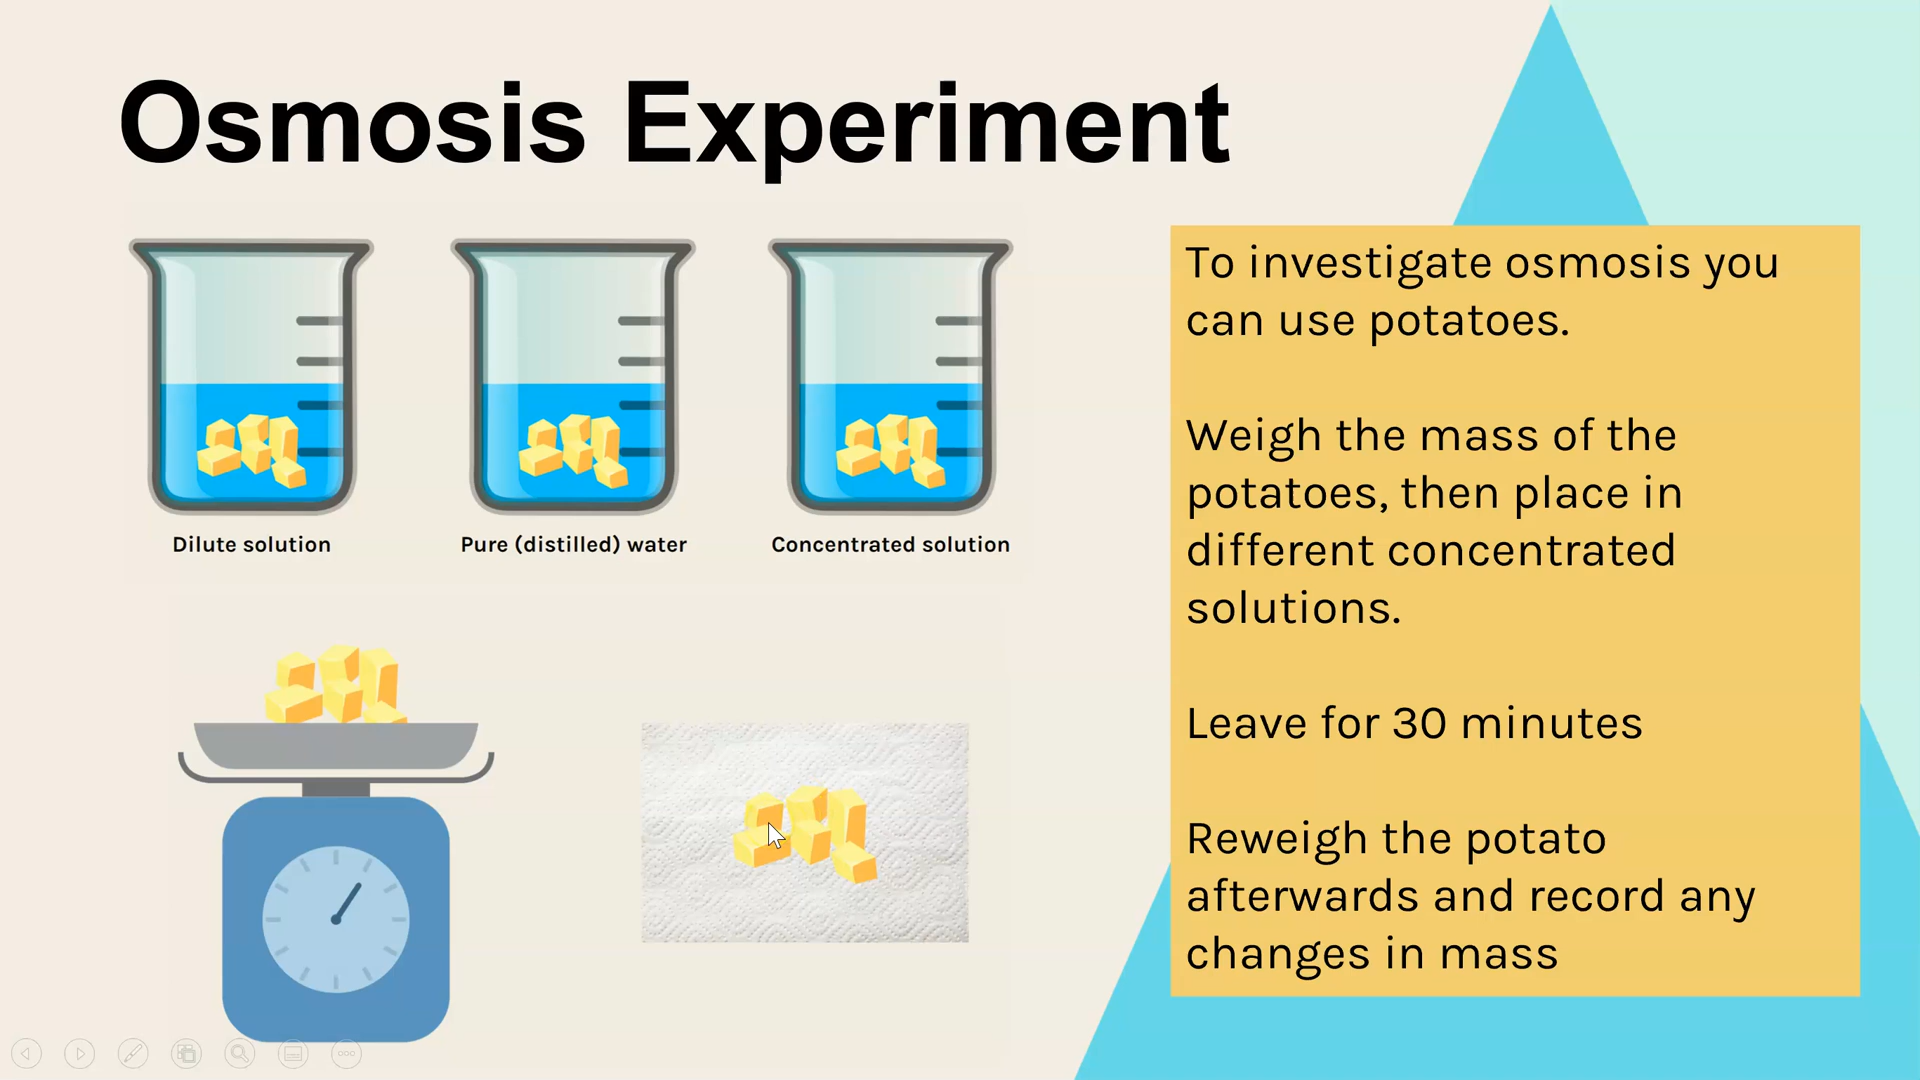 Osmosis Experiment
Dilute solution
Pure (distilled) water
Concentrated solution
To investigate osmosis you
can use potatoes.
Weigh the mass of the
potatoes, then place in
different concentrated
solutions.
Leave for 30 minutes
Reweigh the potato
afterwards and record any
changes in mass